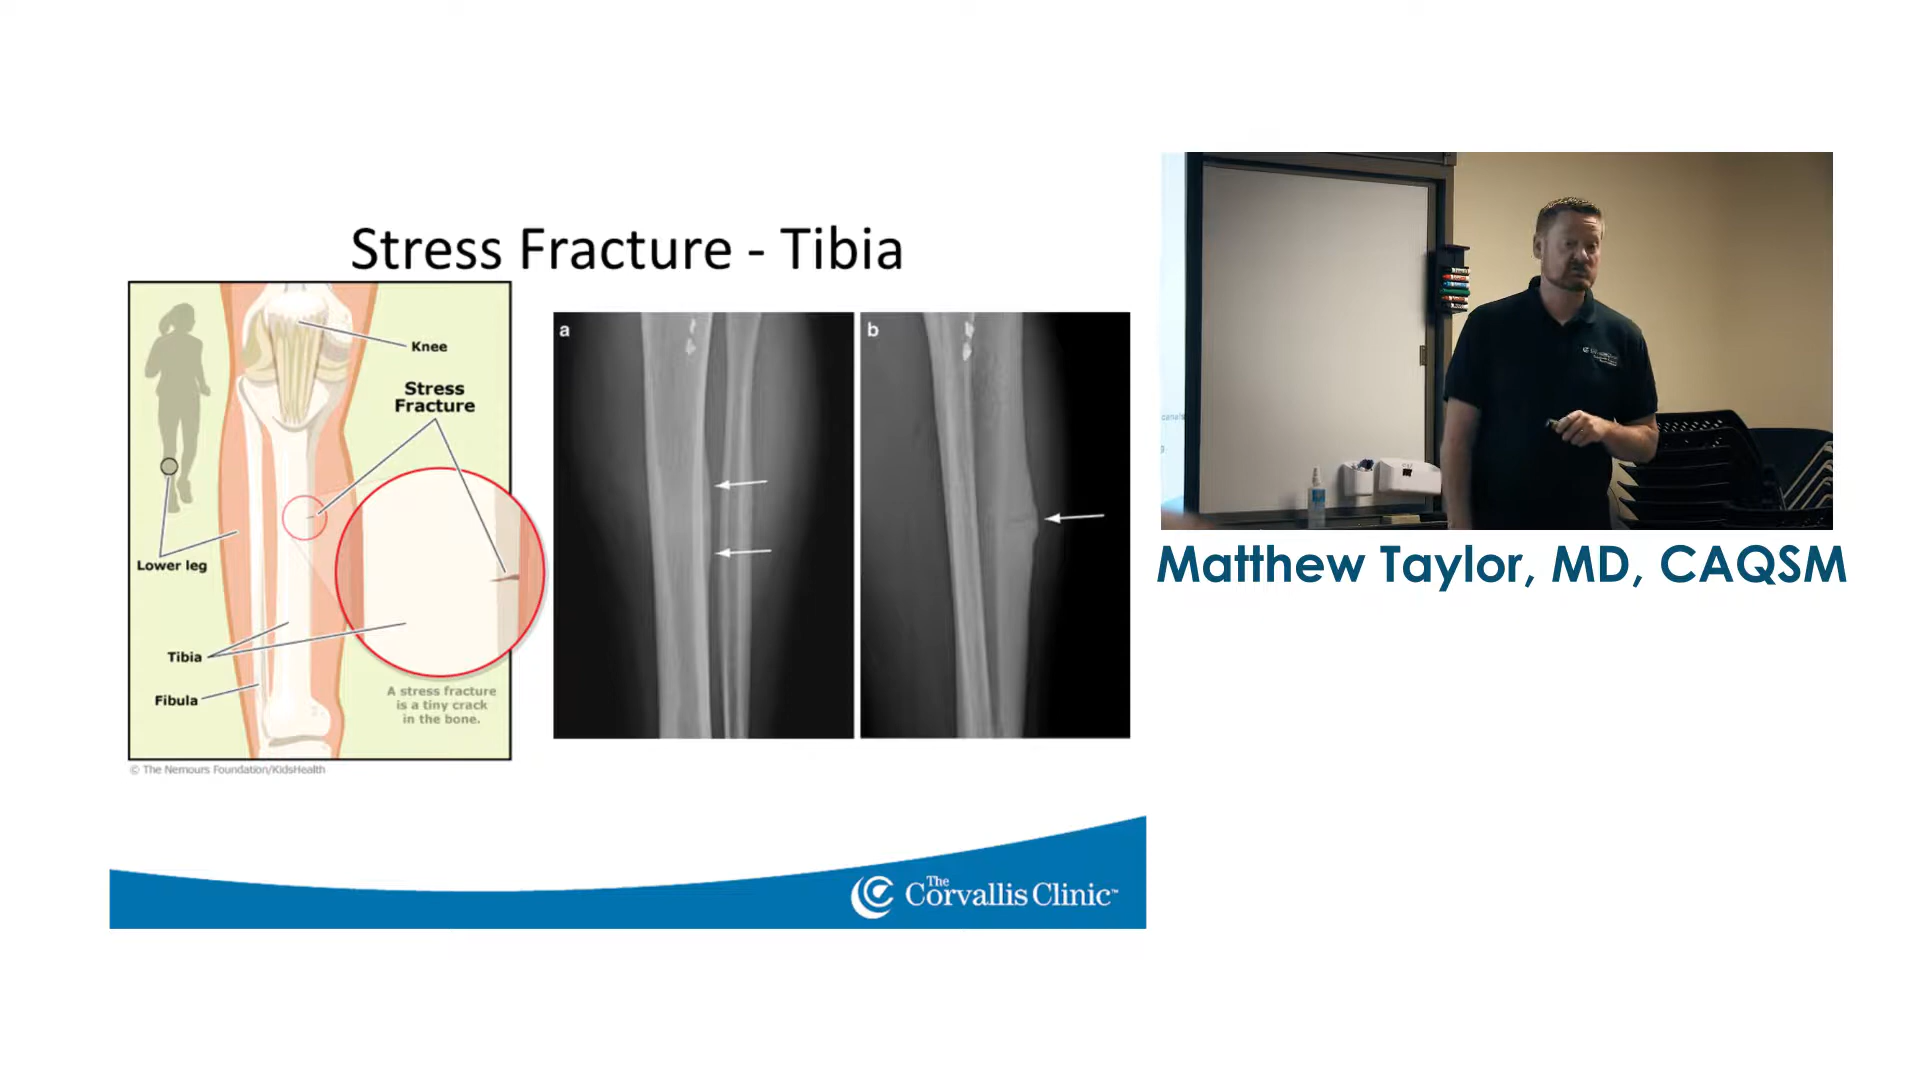 Stress Fracture - Tibia
Knee
Stress
Fracture
Lower leg
Tibia
Fibula
A stress fracture
is a tiny crack
in the bone.
© The Nemours Foundation/KidsHealth
a
b
The
Corvallis Clinic™
Matthew Taylor, MD, CAQSM